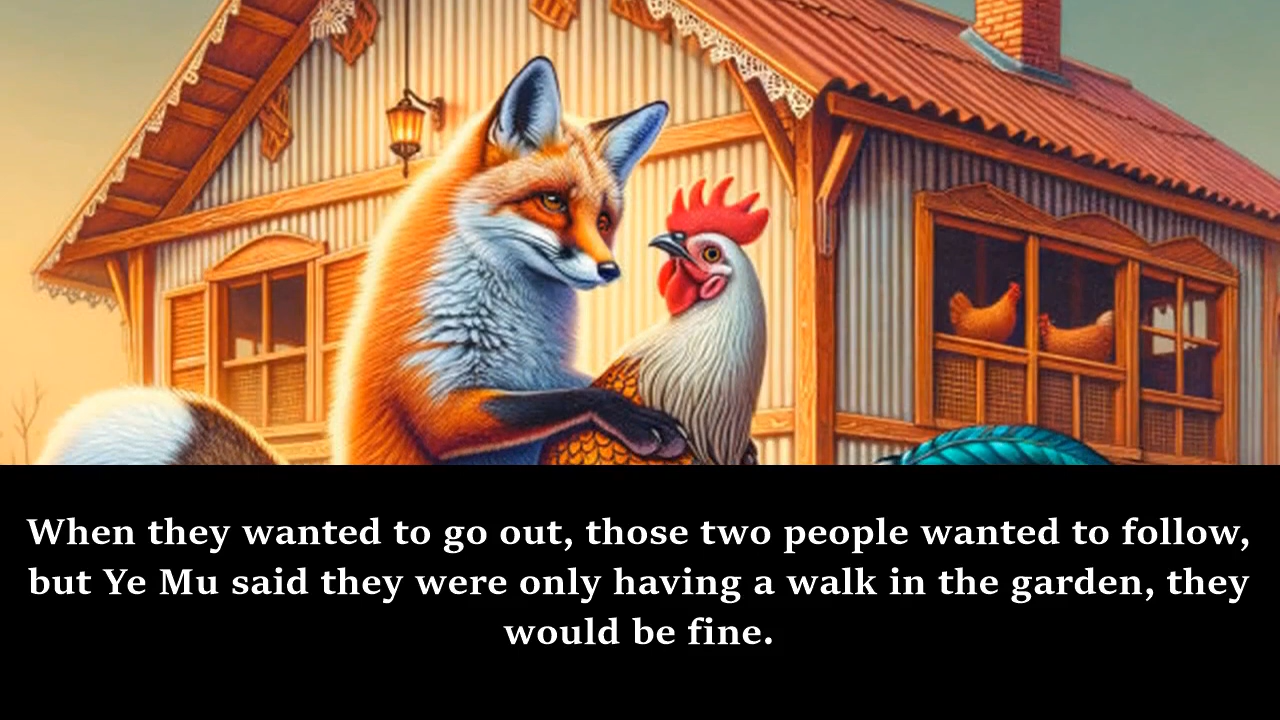 When they wanted to go out, those two people wanted to follow,
but Ye Mu said they were only having a walk in the garden, they
would be fine.